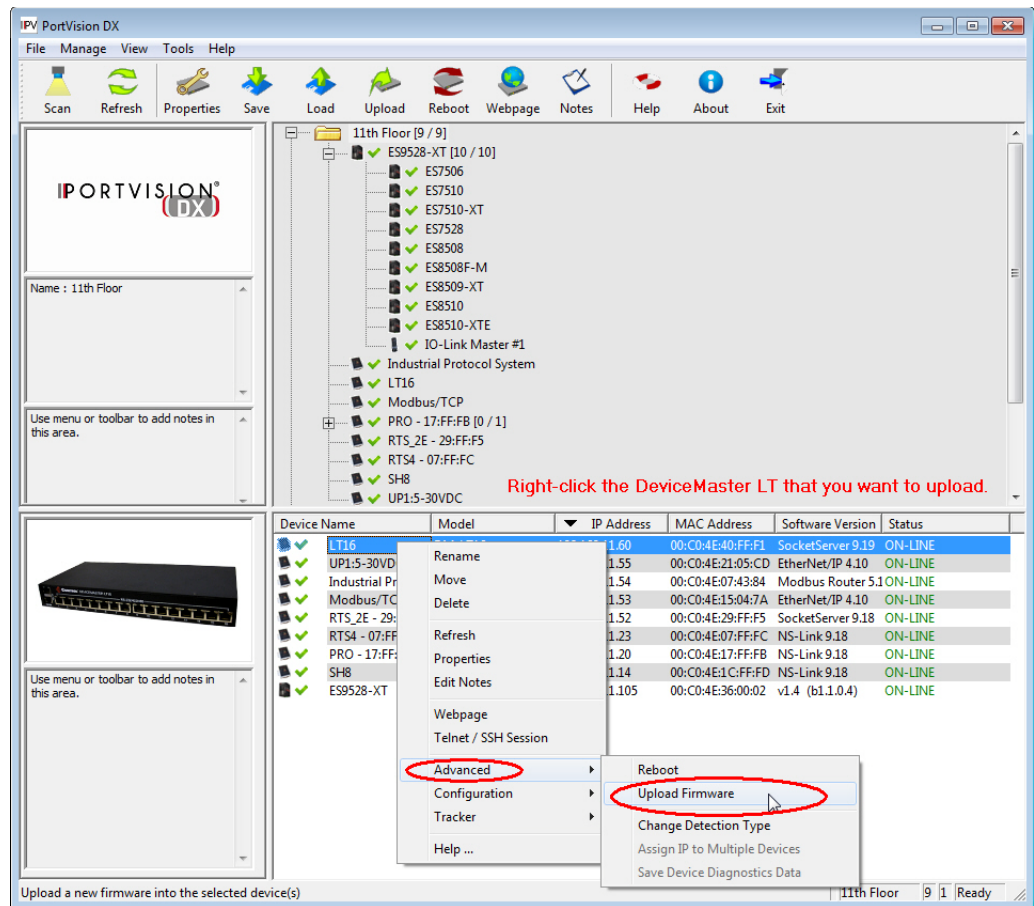 IPV PortVision DX
File Manage View Tools Help
Scan Refresh Properties Save Load Upload Reboot Webpage Notes Help About Exit
PORTVISION®
DX
11th Floor [9 / 9]
ES9528-XT [10 / 10]
ES7506
ES7510
ES7510-XT
ES7528
ES8508
ES8508F-M
ES8509-XT
ES8510
ES8510-XTE
IO-Link Master #1
Industrial Protocol System
LT16
Modbus/TCP
PRO - 17:FF:FB [0 / 1]
RTS_2E - 29:FF:F5
RTS4 - 07:FF:FC
SH8
UP1:5-30VDC
Right-click the DeviceMaster LT that you want to upload.
Name : 11th Floor
Use menu or toolbar to add notes in
this area.
Device Name Model IP Address MAC Address Software Version Status
LT16 1.60 00:C0:4E:40:FF:F1 SocketServer 9.19 ON-LINE
UP1:5-30VD 1.55 00:C0:4E:21:05:CD EtherNet/IP 4.10 ON-LINE
Industrial Pr 1.54 00:C0:4E:07:43:84 Modbus Router 5.1 ON-LINE
Modbus/TC 1.53 00:C0:4E:15:04:7A EtherNet/IP 4.10 ON-LINE
RTS_2E - 29: 1.52 00:C0:4E:29:FF:F5 SocketServer 9.18 ON-LINE
RTS4 - 07:FF 1.23 00:C0:4E:07:FF:FC NS-Link 9.18 ON-LINE
PRO - 17:FF: 1.20 00:C0:4E:17:FF:FB NS-Link 9.18 ON-LINE
SH8 1.14 00:C0:4E:1C:FF:FD NS-Link 9.18 ON-LINE
ES9528-XT 1.105 00:C0:4E:36:00:02 v1.4 (b1.1.0.4) ON-LINE
Rename
Move
Delete
Refresh
Properties
Edit Notes
Webpage
Telnet / SSH Session
Advanced
Configuration
Tracker
Help ...
Reboot
Upload Firmware
Change Detection Type
Assign IP to Multiple Devices
Save Device Diagnostics Data
Use menu or toolbar to add notes in
this area.
Upload a new firmware into the selected device(s)
11th Floor 9 1 Ready